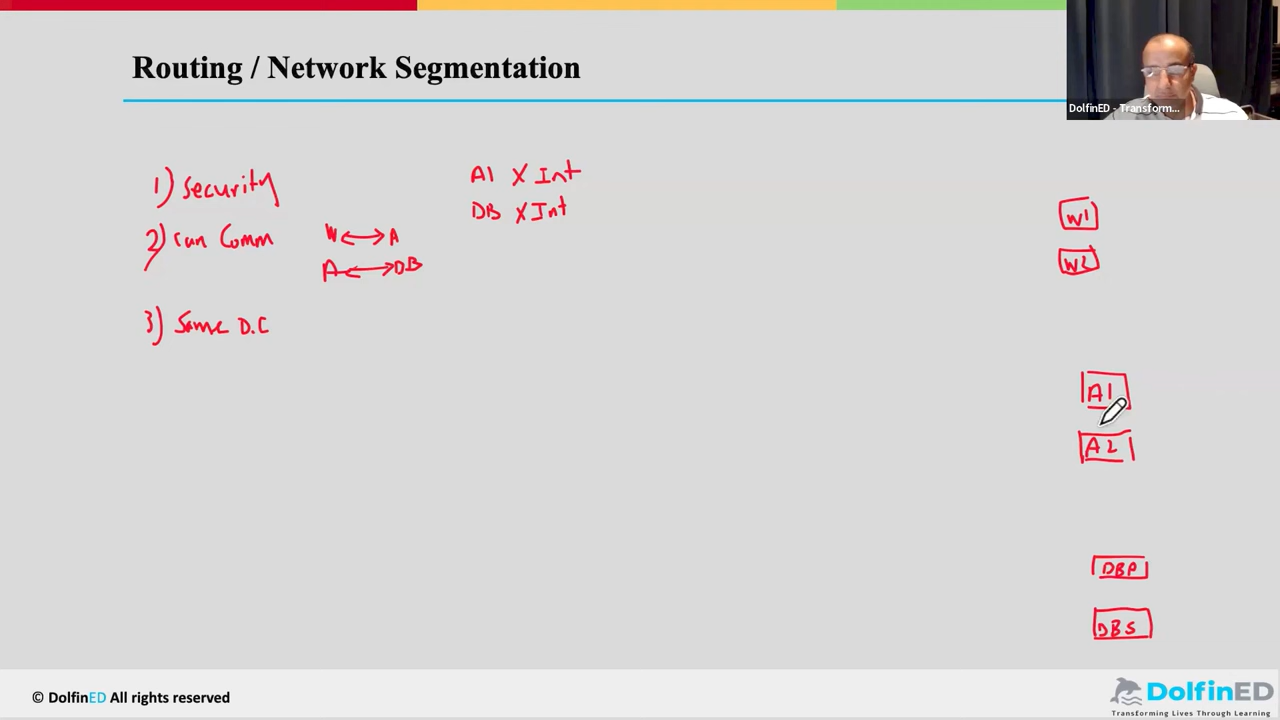 DolfinED - Transform...
Routing / Network Segmentation
1) Security
2) Can Comm
W ↔ A
A ↔ DB
3) Same D.C
A1 X Int
DB X Int
W1
W2
A1
A2
DBP
DBS
© DolfinED All rights reserved
DolfinED
Transforming Lives Through Learning